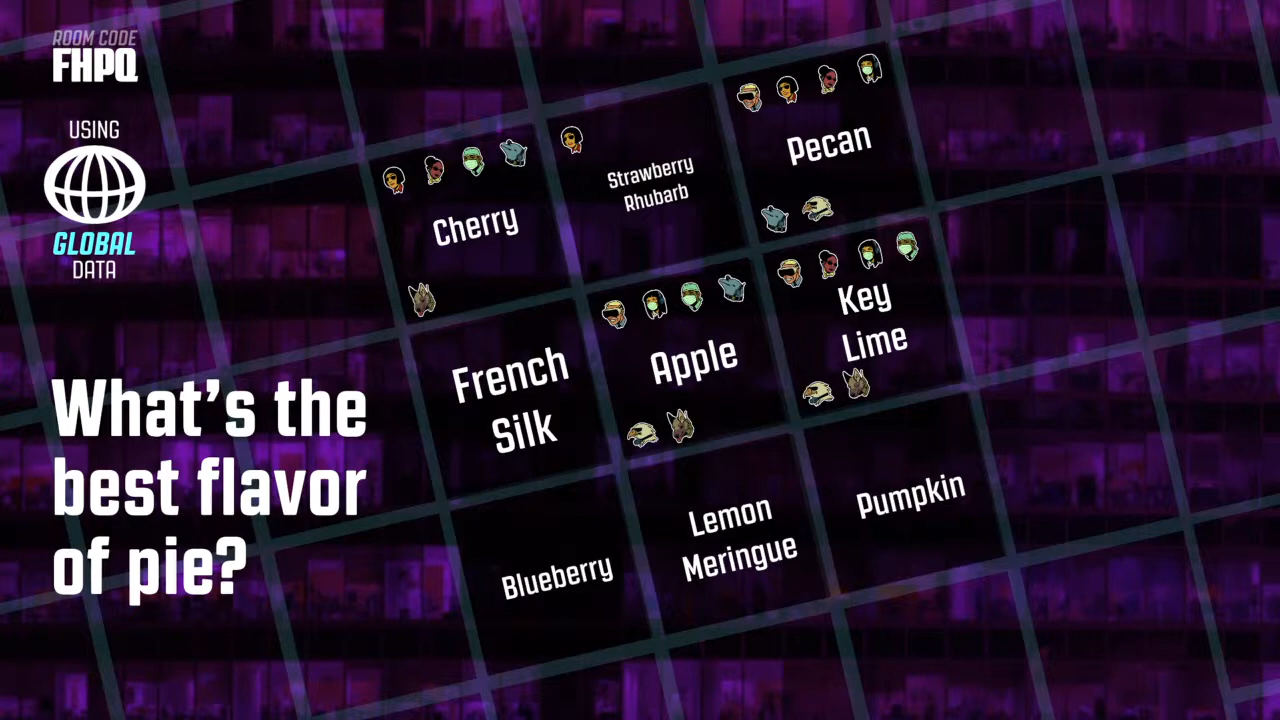 ROOM CODE
FHPQ
USING
GLOBAL
DATA
What's the
best flavor
of pie?
Cherry
Strawberry
Rhubarb
Pecan
French
Silk
Apple
Key
Lime
Blueberry
Lemon
Meringue
Pumpkin